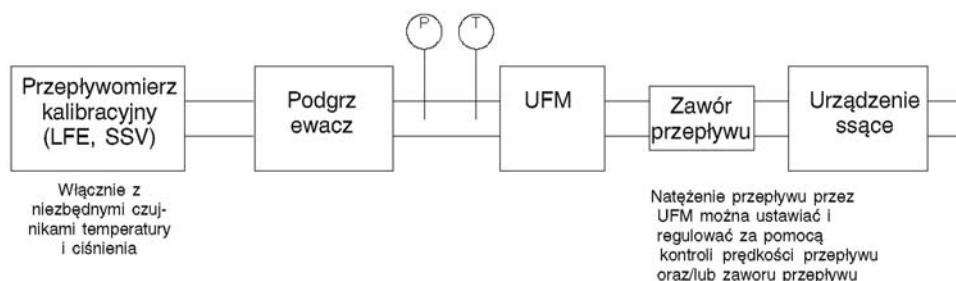 P
T
Przepływomierz
kalibracyjny
(LFE, SSV)
Podgrz
ewacz
UFM
Zawór
przepływu
Urządzenie
ssące
Włącznie z
niezbędnymi czuj-
nikami temperatury
i ciśnienia
Natężenie przepływu przez
UFM można ustawiać i
regulować za pomocą
kontroli prędkości przepływu
oraz/lub zaworu przepływu